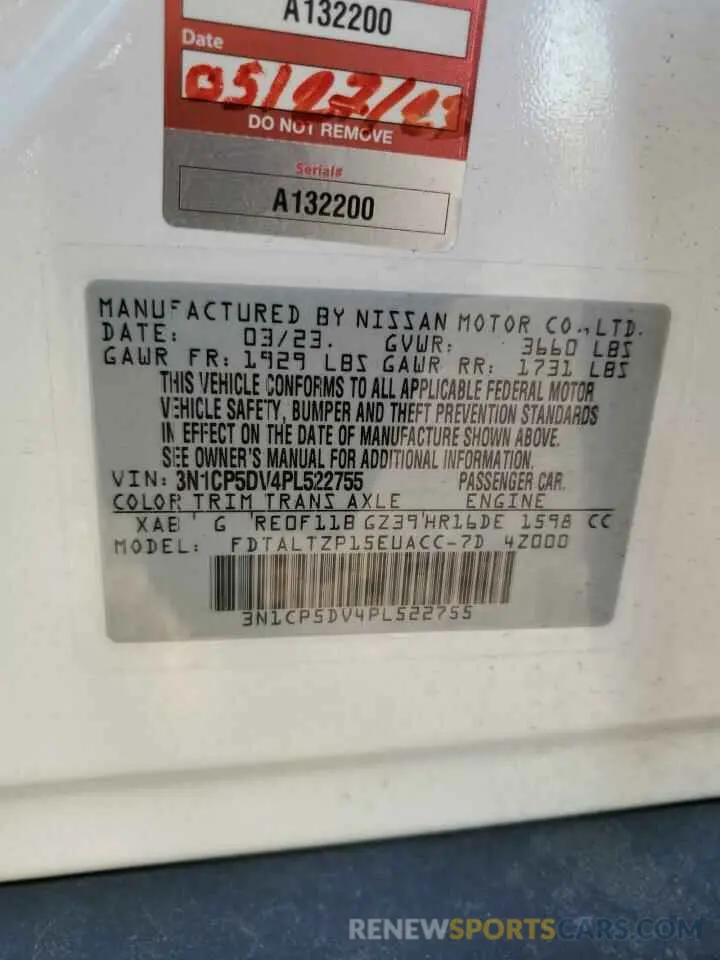 A132200
Date
DO NOT REMOVE
Serial#
A132200
MANUFACTURED BY NISSAN MOTOR CO., LTD.
DATE: 03/23. GVWR: 3660 LBS
GAWR FR: 1929 LBS GAWR RR: 1731 LBS
THIS VEHICLE CONFORMS TO ALL APPLICABLE FEDERAL MOTOR
VEHICLE SAFETY, BUMPER AND THEFT PREVENTION STANDARDS
IN EFFECT ON THE DATE OF MANUFACTURE SHOWN ABOVE.
SEE OWNER'S MANUAL FOR ADDITIONAL INFORMATION.
VIN: 3N1CP5DV4PL522755 PASSENGER CAR.
COLOR TRIM TRANS AXLE ENGINE
XAB G RE0F11B GZ39 HR16DE 1598 CC
MODEL: FDTALTZP15EUACC-7D 4Z000
3N1CP5DV4PL522755
RENEWSPORTSCARS.COM